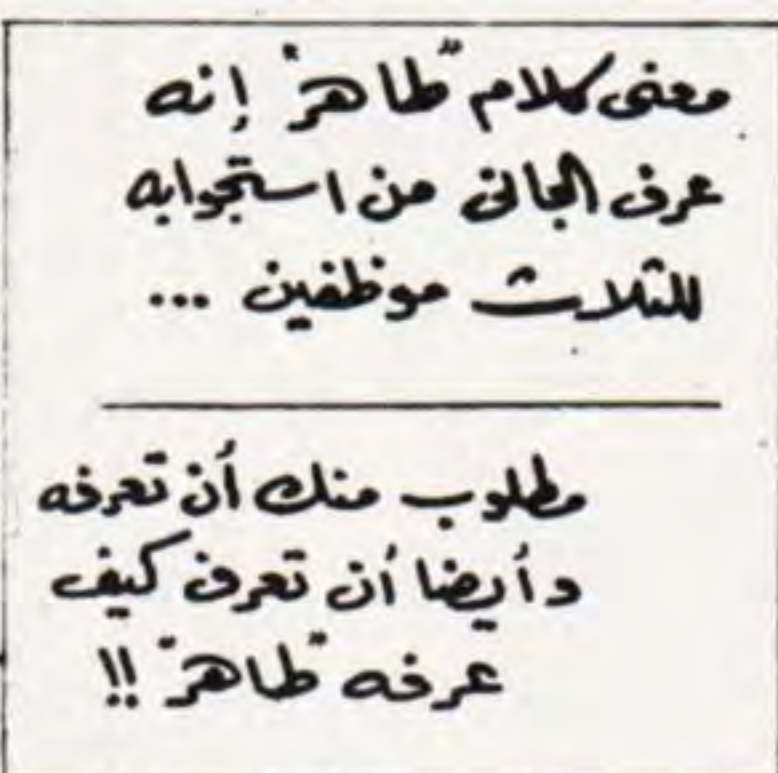 معنى كلام "طاهر" إنه
عرف الجانى من استجوابه
للثلاث موظفين ...
مطلوب منك أن تعرفه
وأيضا أن تعرف كيف
عرفه "طاهر" !!